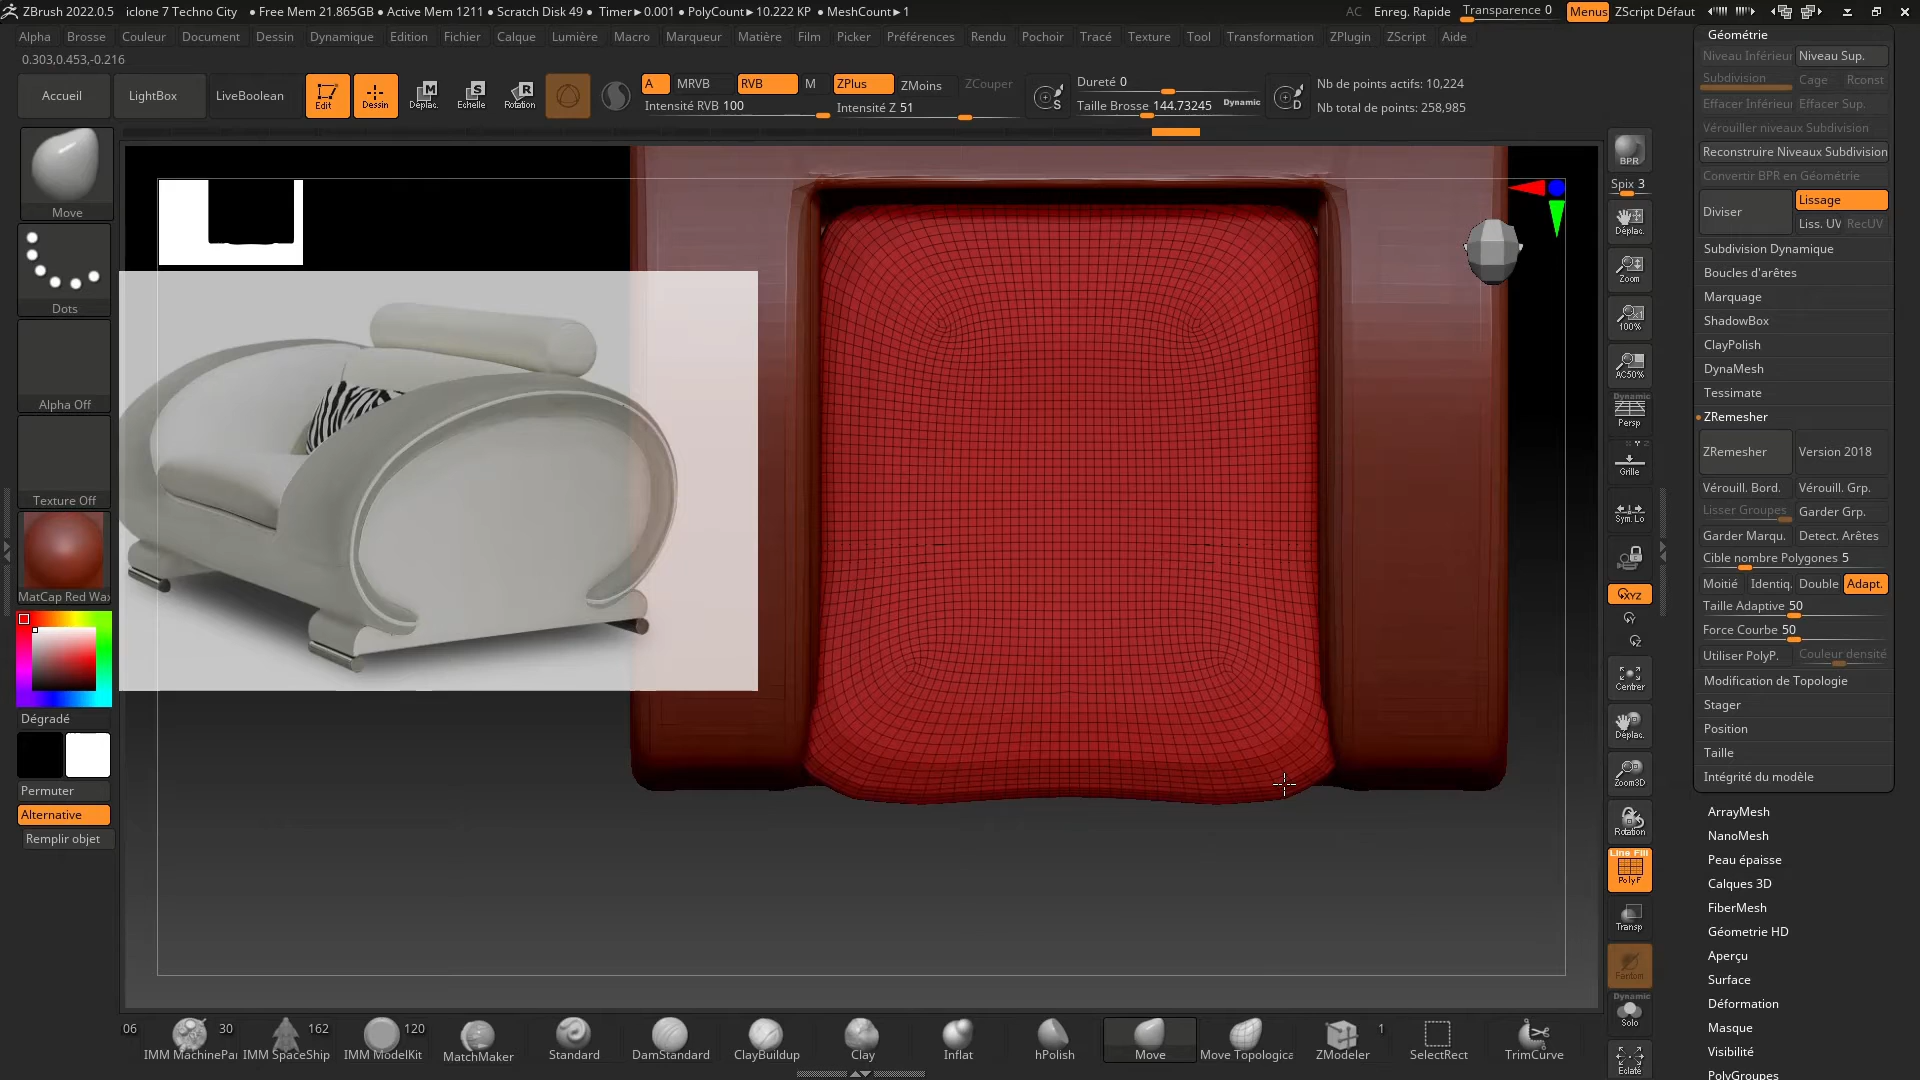 ZBrush 2022.0.5 iclone 7 Techno City • Free Mem 21.865GB • Active Mem 1211 • Scratch Disk 49 • Timer▸0.001 • PolyCount▸10.222 KP • MeshCount▸1 AC Enreg. Rapide Transparence 0 Menus ZScript Défaut
Alpha Brosse Couleur Document Dessin Dynamique Edition Fichier Calque Lumière Macro Marqueur Matière Film Picker Préférences Rendu Pochoir Tracé Texture Tool Transformation ZPlugin ZScript Aide
0.303,0.453,-0.216
Accueil LightBox LiveBoolean Edit Dessin Déplac. Echelle Rotation
A MRVB RVB M ZPlus ZMoins ZCouper
Intensité RVB 100 Intensité Z 51
S Dureté 0
Taille Brosse 144.73245 Dynamic
D Nb de points actifs: 10,224
Nb total de points: 258,985
Move
Dots
Alpha Off
Texture Off
MatCap Red Wax
Dégradé
Permuter
Alternative
Remplir objet
BPR
Spix 3
Déplac.
Zoom
100%
AC50%
Dynamic
Persp
Grille
Sym. Lo
XYZ
Y
Z
Centrer
Déplac.
Zoom3D
Rotation
Line Fill
PolyF
Transp
Fantom
Dynamic
Solo
Eclaté
Géométrie
Niveau Inférieur Niveau Sup.
Subdivision Cage Reconst
Effacer Inférieur Effacer Sup.
Vérouiller niveaux Subdivision
Reconstruire Niveaux Subdivision
Convertir BPR en Géométrie
Diviser Lissage
Liss. UV RecUV
Subdivision Dynamique
Boucles d'arêtes
Marquage
ShadowBox
ClayPolish
DynaMesh
Tessimate
ZRemesher
ZRemesher Version 2018
Vérouill. Bord. Vérouill. Grp.
Lisser Groupes Garder Grp.
Garder Marqu. Detect. Arêtes
Cible nombre Polygones 5
Moitié Identiq. Double Adapt.
Taille Adaptive 50
Force Courbe 50
Utiliser PolyP. Couleur densité
Modification de Topologie
Stager
Position
Taille
Intégrité du modèle
ArrayMesh
NanoMesh
Peau épaisse
Calques 3D
FiberMesh
Géometrie HD
Aperçu
Surface
Déformation
Masque
Visibilité
PolyGroupes
06 30 162 120 1
IMM MachinePar IMM SpaceShip IMM ModelKit MatchMaker Standard DamStandard ClayBuildup Clay Inflat hPolish Move Move Topologica ZModeler SelectRect TrimCurve